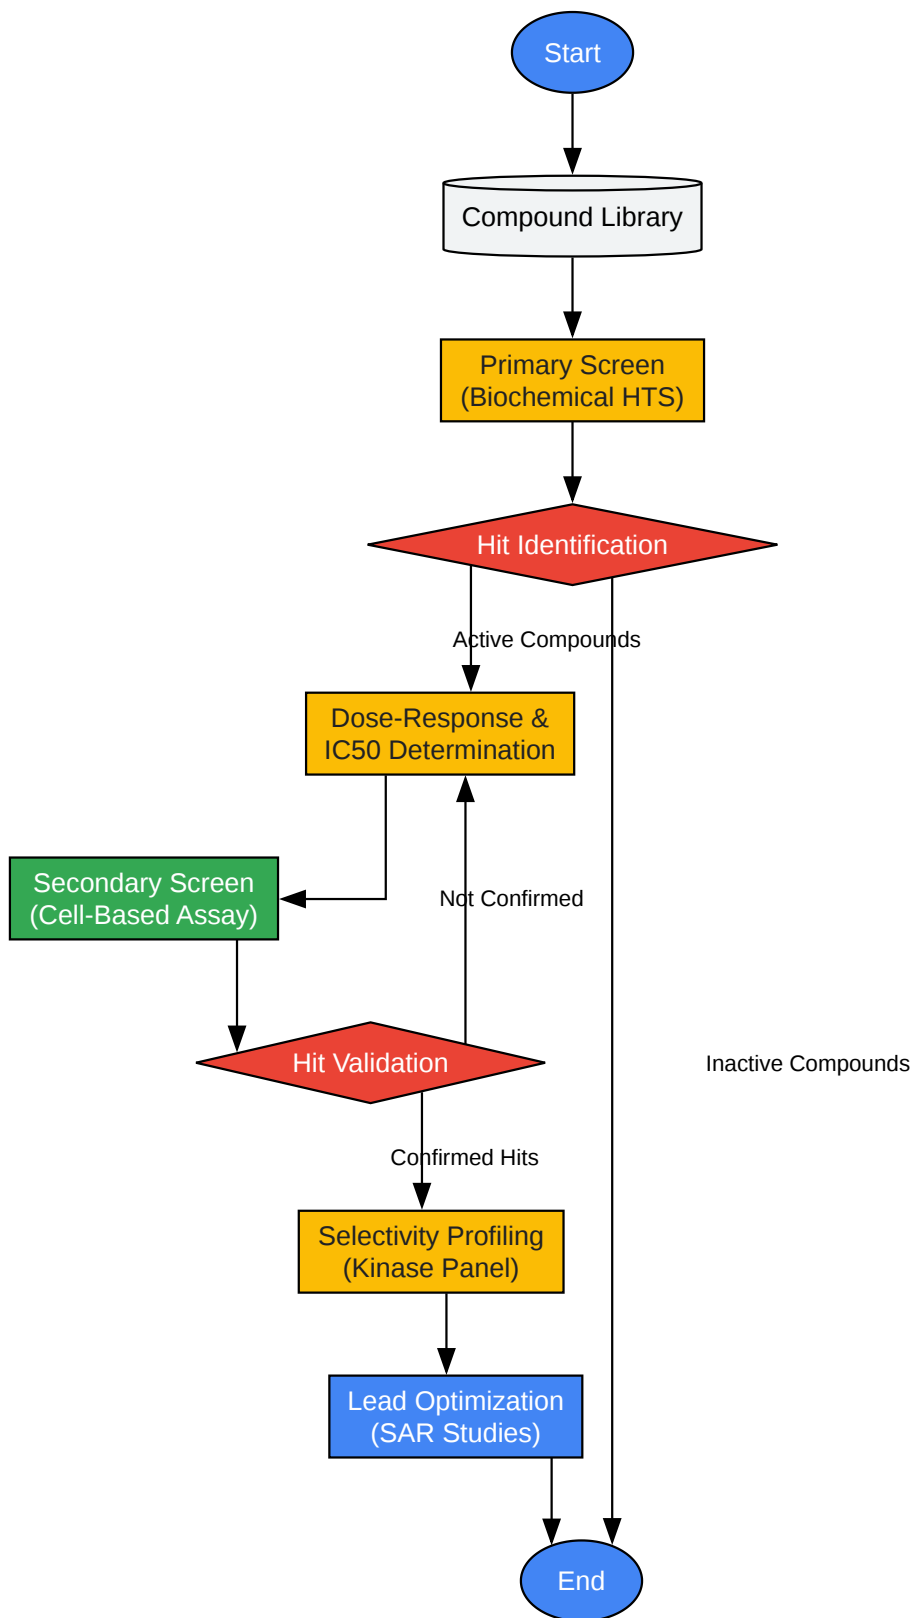 Start
Compound Library
Primary Screen
(Biochemical HTS)
Hit Identification
Active Compounds
Dose-Response &
IC50 Determination
Secondary Screen
(Cell-Based Assay)
Not Confirmed
Hit Validation
Inactive Compounds
Confirmed Hits
Selectivity Profiling
(Kinase Panel)
Lead Optimization
(SAR Studies)
End